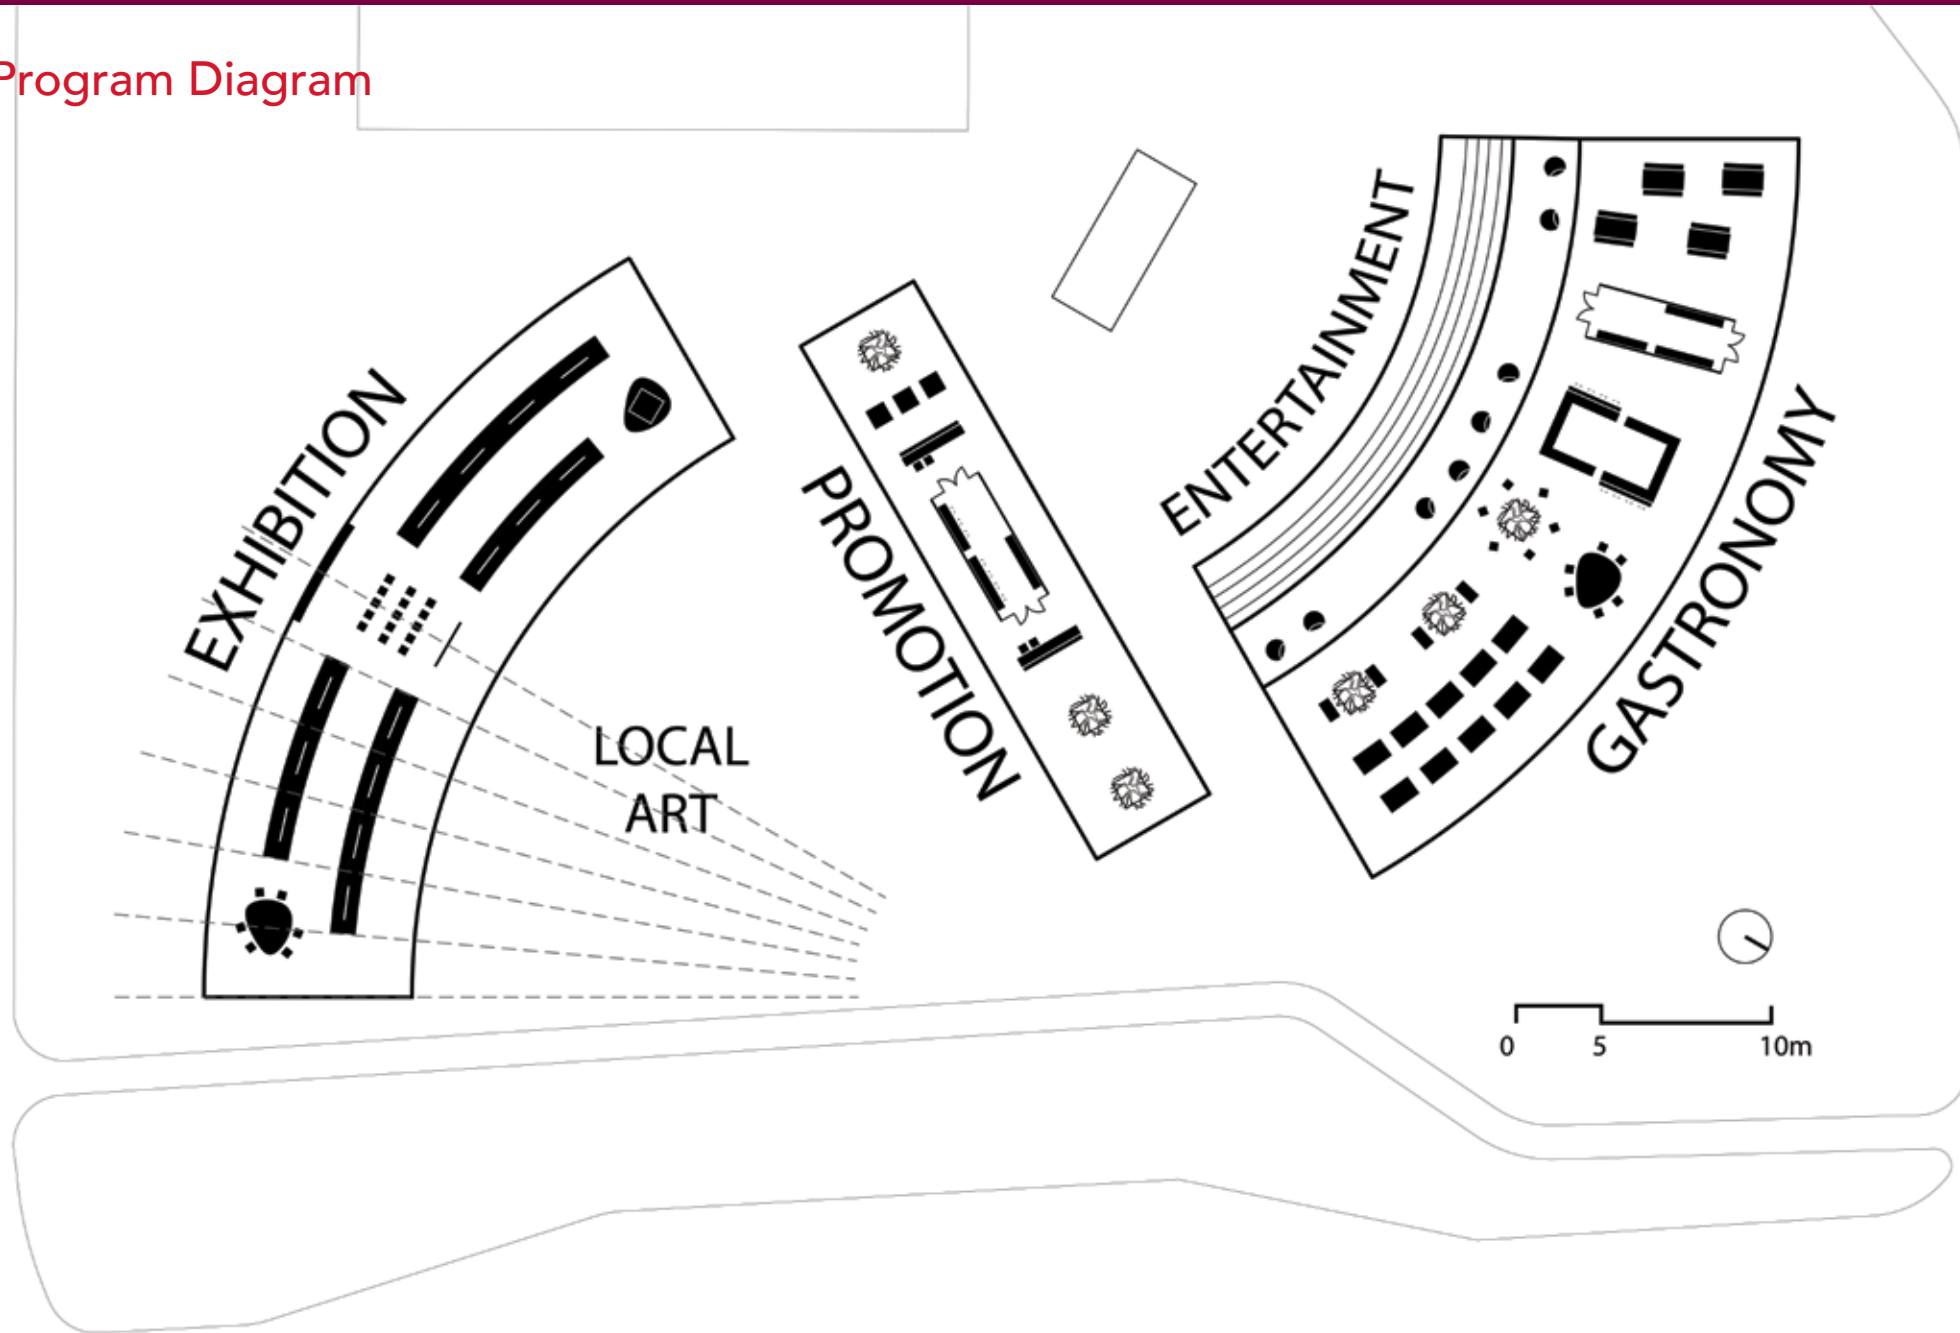 Program Diagram
EXHIBITION
LOCAL
ART
PROMOTION
ENTERTAINMENT
GASTRONOMY
0 5 10m